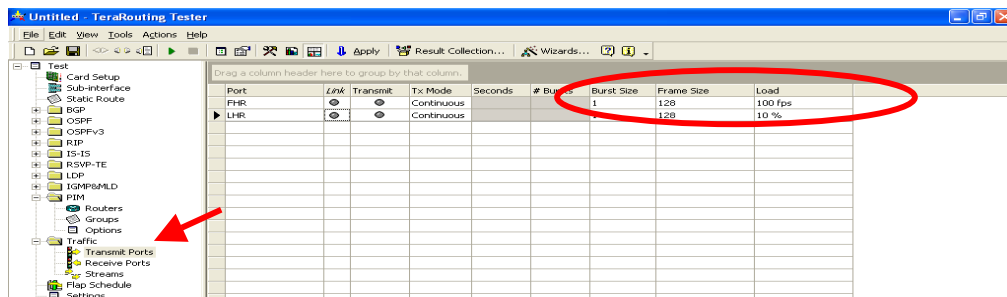 Untitled - TeraRouting Tester
File Edit View Tools Actions Help
Apply Result Collection... Wizards...
Test
Card Setup
Sub-interface
Static Route
BGP
OSPF
OSPFv3
RIP
IS-IS
RSVP-TE
LDP
IGMP&MLD
PIM
Routers
Groups
Options
Traffic
Transmit Ports
Receive Ports
Streams
Flap Schedule
Settings
Drag a column header here to group by that column.
Port Link Transmit Tx Mode Seconds # Bursts Burst Size Frame Size Load
FHR Continuous 1 128 100 fps
LHR Continuous 128 10 %